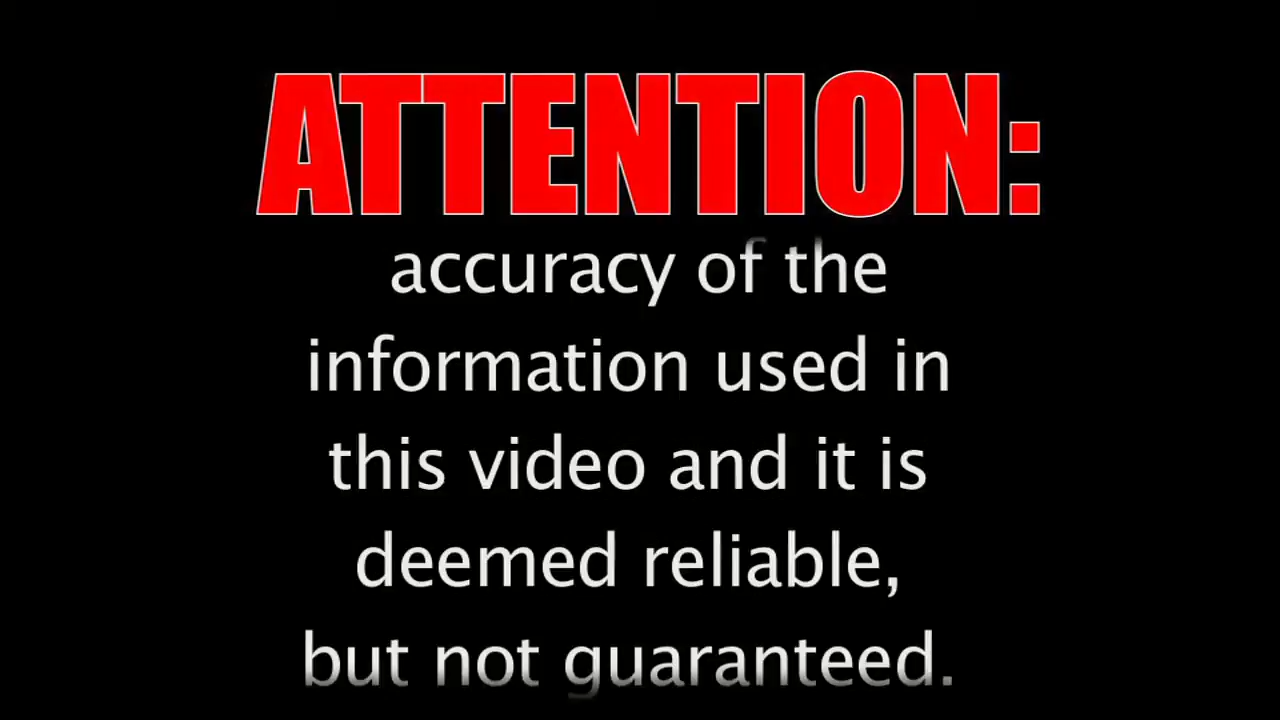 ATTENTION:
accuracy of the
information used in
this video and it is
deemed reliable,
but not guaranteed.